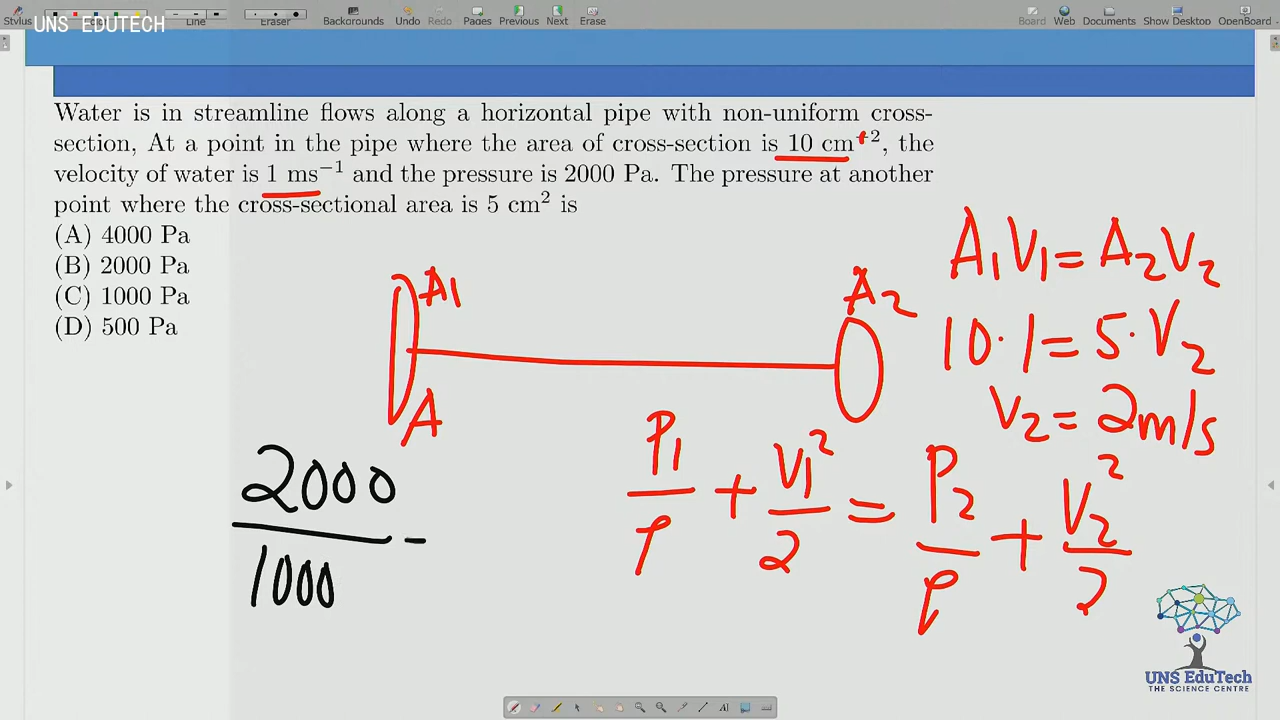 Stylus
Line
Eraser
Backgrounds
Undo
Redo
Pages
Previous
Next
Erase
Board
Web
Documents
Show Desktop
OpenBoard
UNS EDUTECH
Water is in streamline flows along a horizontal pipe with non-uniform cross-
section, At a point in the pipe where the area of cross-section is 10 cm⁺², the
velocity of water is 1 ms⁻¹ and the pressure is 2000 Pa. The pressure at another
point where the cross-sectional area is 5 cm² is
(A) 4000 Pa
(B) 2000 Pa
(C) 1000 Pa
(D) 500 Pa
A₁
A
A₂
A₁V₁ = A₂V₂
10·1 = 5·V₂
V₂ = 2m/s
P₁/ρ + V₁²/2 = P₂/ρ + V₂²/2
2000/1000 -
UNS EduTech
THE SCIENCE CENTRE